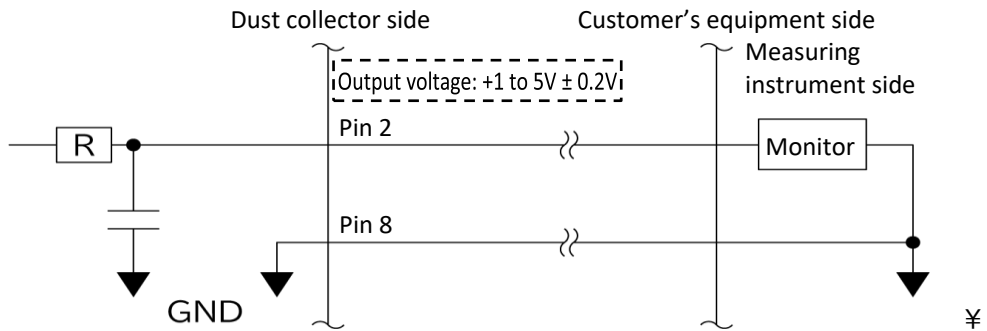 Dust collector side
Customer’s equipment side
Measuring
instrument side
Output voltage: +1 to 5V ± 0.2V
Pin 2
R
Monitor
Pin 8
GND
¥